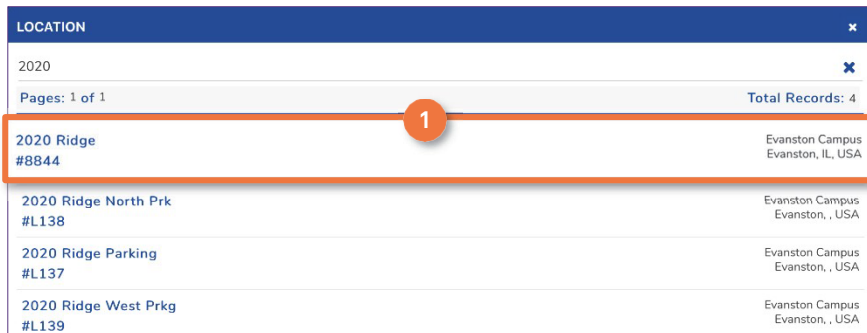 LOCATION ×
2020 ×
Pages: 1 of 1 Total Records: 4
1
2020 Ridge Evanston Campus
#8844 Evanston, IL, USA
2020 Ridge North Prk Evanston Campus
#L138 Evanston, , USA
2020 Ridge Parking Evanston Campus
#L137 Evanston, , USA
2020 Ridge West Prkg Evanston Campus
#L139 Evanston, , USA